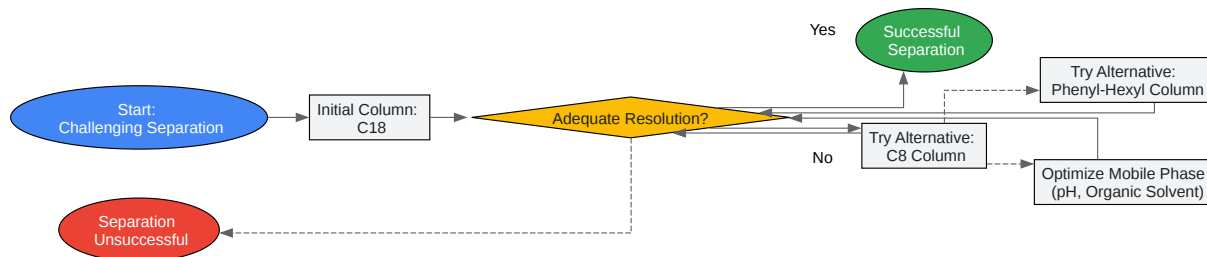 Start:
Challenging Separation
Initial Column:
C18
Adequate Resolution?
Yes
Successful
Separation
No
Try Alternative:
C8 Column
Try Alternative:
Phenyl-Hexyl Column
Optimize Mobile Phase
(pH, Organic Solvent)
Separation
Unsuccessful